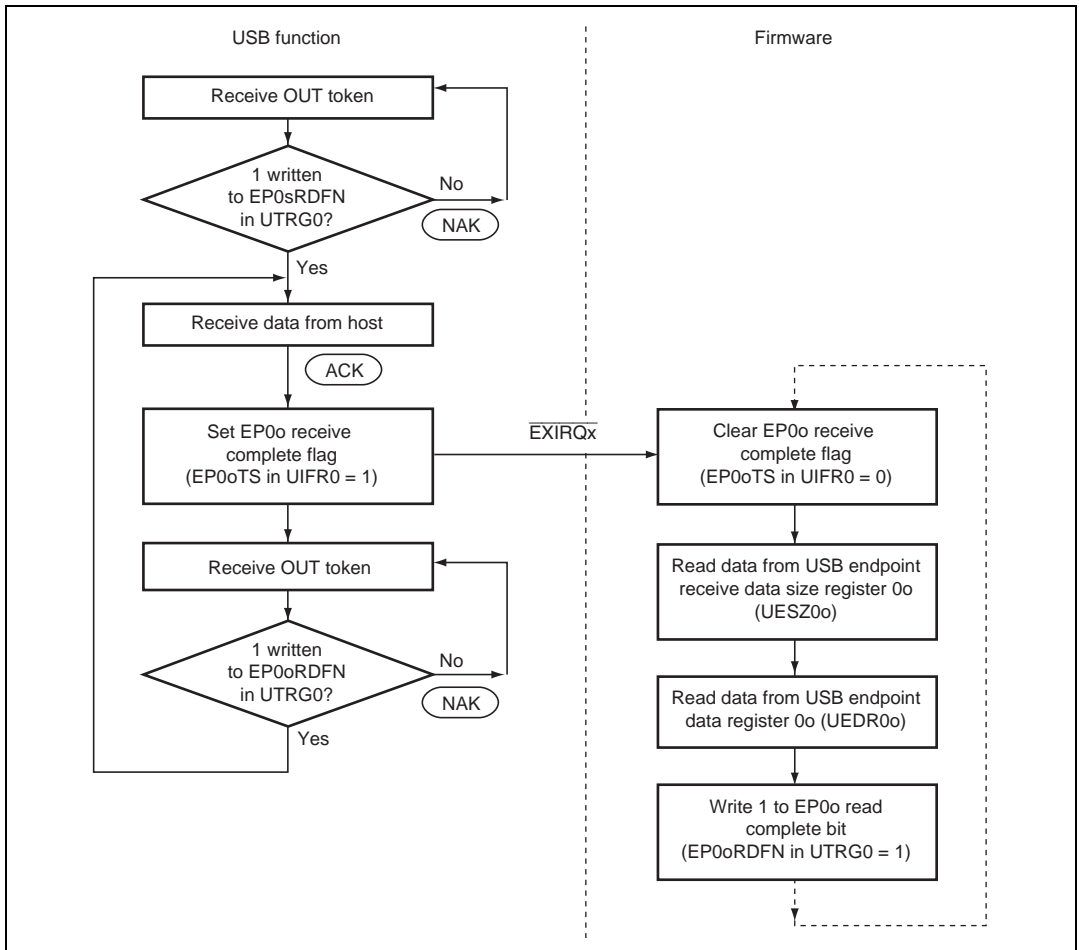 USB function
Firmware
Receive OUT token
1 written
to EP0sRDFN
in UTRG0?
No
NAK
Yes
Receive data from host
ACK
Set EP0o receive
complete flag
(EP0oTS in UIFR0 = 1)
EXIRQx
Clear EP0o receive
complete flag
(EP0oTS in UIFR0 = 0)
Receive OUT token
Read data from USB endpoint
receive data size register 0o
(UESZ0o)
1 written
to EP0oRDFN
in UTRG0?
No
NAK
Yes
Read data from USB endpoint
data register 0o (UEDR0o)
Write 1 to EP0o read
complete bit
(EP0oRDFN in UTRG0 = 1)